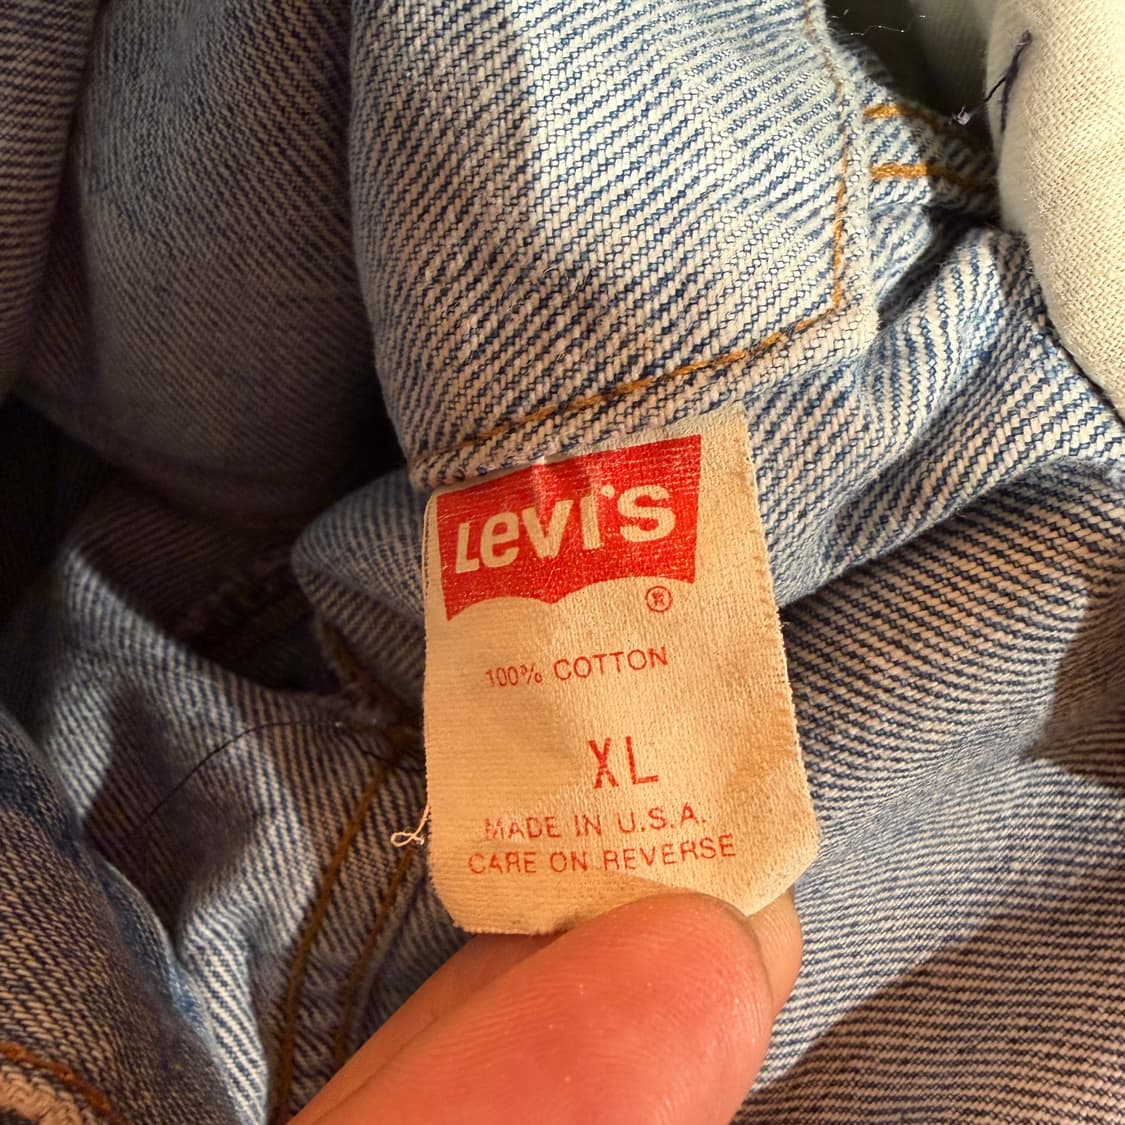 Levi's
®
100% COTTON
XL
MADE IN U.S.A.
CARE ON REVERSE